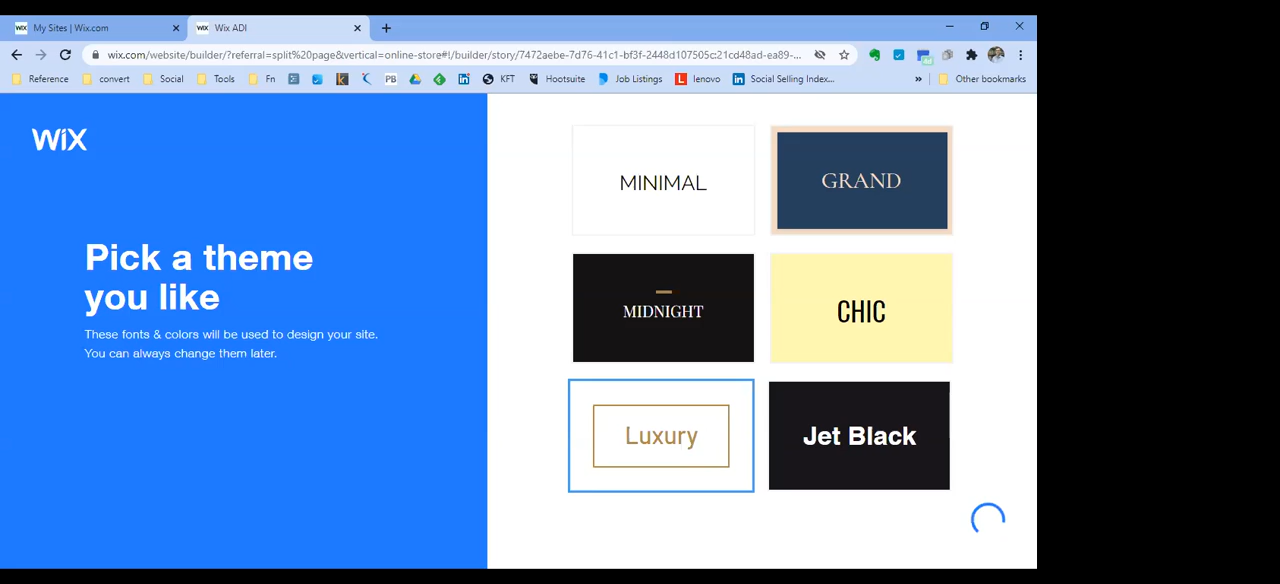 WiX My Sites | Wix.com
WiX Wix ADI
wix.com/website/builder/?referral=split%20page&vertical=online-store#!/builder/story/7472aebe-7d76-41c1-bf3f-2448d107505c21cd48ad-ea89-...
Reference convert Social Tools Fn PB KFT Hootsuite Job Listings L lenovo Social Selling Index... » Other bookmarks
WiX
Pick a theme
you like
These fonts & colors will be used to design your site.
You can always change them later.
MINIMAL
GRAND
MIDNIGHT
CHIC
Luxury
Jet Black